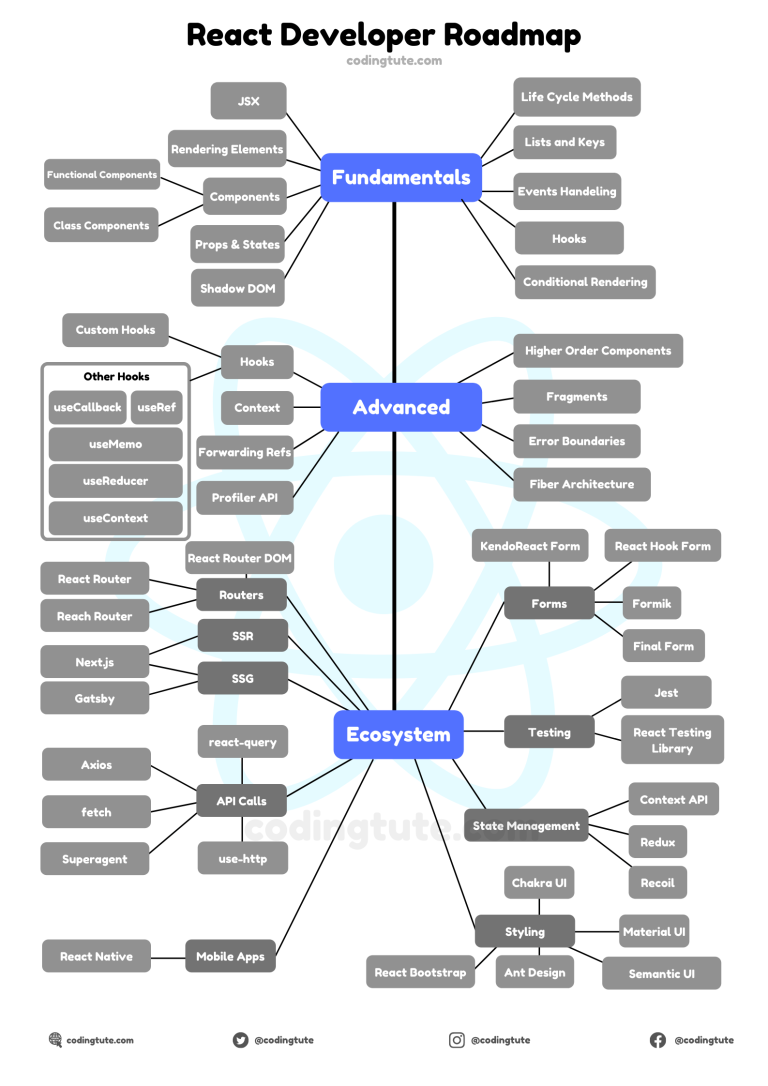 React Developer Roadmap
codingtute.com
JSX
Rendering Elements
Functional Components
Components
Class Components
Props & States
Shadow DOM
Fundamentals
Life Cycle Methods
Lists and Keys
Events Handeling
Hooks
Conditional Rendering
Custom Hooks
Hooks
Other Hooks
useCallback
useRef
useMemo
useReducer
useContext
Context
Forwarding Refs
Profiler API
Advanced
Higher Order Components
Fragments
Error Boundaries
Fiber Architecture
React Router DOM
React Router
Routers
Reach Router
SSR
Next.js
SSG
Gatsby
react-query
Axios
API Calls
fetch
Superagent
use-http
React Native
Mobile Apps
Ecosystem
KendoReact Form
React Hook Form
Forms
Formik
Final Form
Jest
Testing
React Testing
Library
Context API
State Management
Redux
Recoil
Chakra UI
Styling
Material UI
React Bootstrap
Ant Design
Semantic UI
codingtute.com
codingtute.com
@codingtute
@codingtute
@codingtute